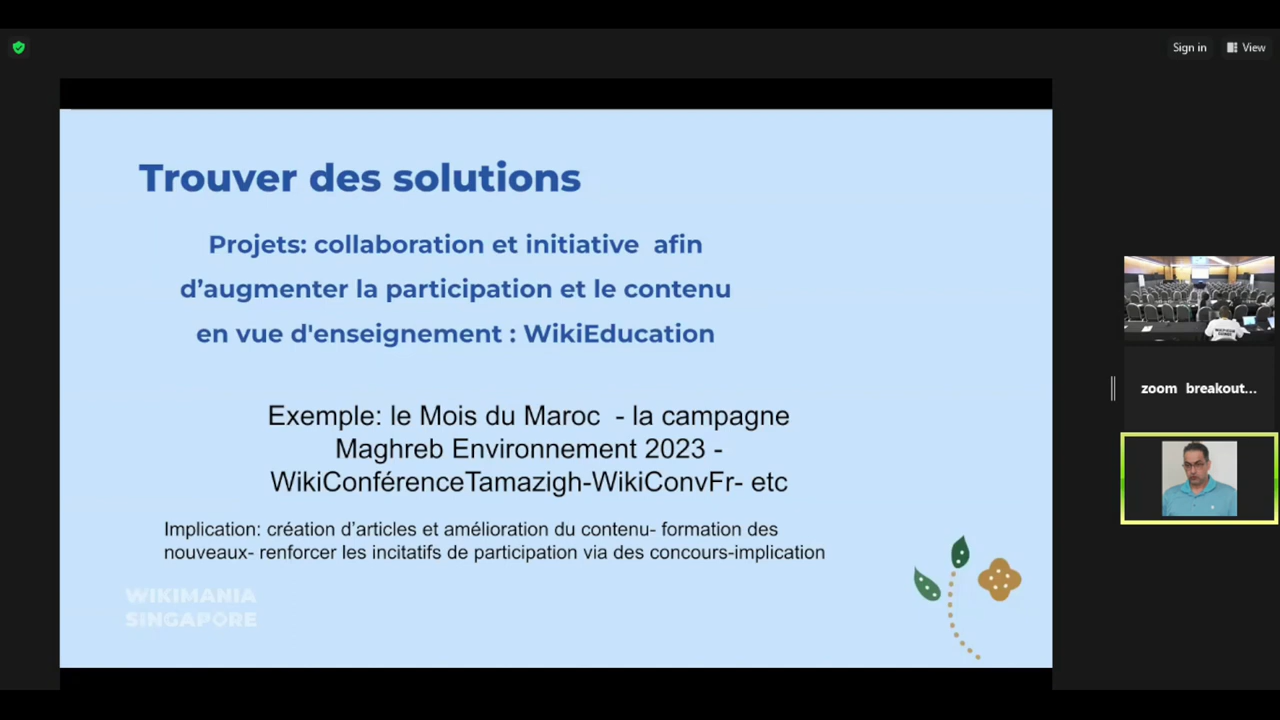 Sign in
View
Trouver des solutions
Projets: collaboration et initiative  afin
d’augmenter la participation et le contenu
en vue d'enseignement : WikiEducation
Exemple: le Mois du Maroc  - la campagne
Maghreb Environnement 2023 -
WikiConférenceTamazigh-WikiConvFr- etc
Implication: création d’articles et amélioration du contenu- formation des
nouveaux- renforcer les incitatifs de participation via des concours-implication
WIKIMANIA
SINGAPORE
zoom  breakout...